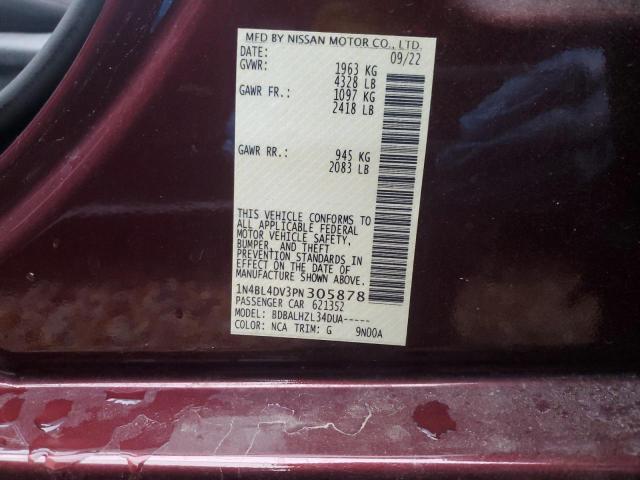 MFD BY NISSAN MOTOR CO., LTD.
DATE: 09/22
GVWR: 1963 KG
4328 LB
GAWR FR.: 1097 KG
2418 LB
GAWR RR.: 945 KG
2083 LB
THIS VEHICLE CONFORMS TO
ALL APPLICABLE FEDERAL
MOTOR VEHICLE SAFETY,
BUMPER, AND THEFT
PREVENTION STANDARDS IN
EFFECT ON THE DATE OF
MANUFACTURE SHOWN ABOVE.
1N4BL4DV3PN305878
PASSENGER CAR 621352
MODEL: BDBALHZL34DUA-----
COLOR: NCA TRIM: G 9N00A